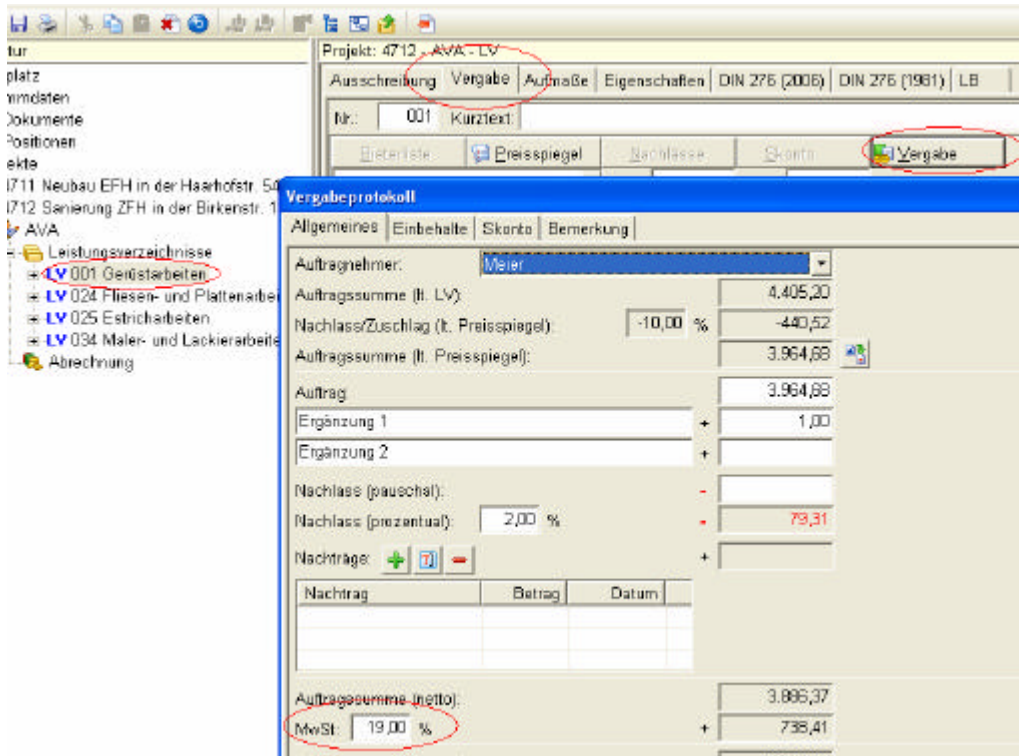 tur
platz
mmdaten
Dokumente
Positionen
ekte
4711 Neubau EFH in der Haarhofstr. 54
4712 Sanierung ZFH in der Birkenstr. 1
AVA
Leistungsverzeichnisse
LV 001 Gerüstarbeiten
LV 024 Fliesen- und Plattenarbei
LV 025 Estricharbeiten
LV 034 Maler- und Lackierarbeite
Abrechnung
Projekt: 4712 - AVA - LV
Ausschreibung Vergabe Aufmaße Eigenschaften DIN 276 (2006) DIN 276 (1981) LB
Nr.: 001 Kurztext:
Bieterliste Preisspiegel Nachlässe Skonto Vergabe
Vergabeprotokoll
Allgemeines Einbehalte Skonto Bemerkung
Auftragnehmer: Meier
Auftragssumme (lt. LV): 4.405,20
Nachlass/Zuschlag (lt. Preisspiegel): -10,00 % -440,52
Auftragssumme (lt. Preisspiegel): 3.964,68
Auftrag 3.964,68
Ergänzung 1 + 1,00
Ergänzung 2 +
Nachlass (pauschal): -
Nachlass (prozentual): 2,00 % - 79,31
Nachträge: +
Nachtrag Betrag Datum
Auftragssumme (netto): 3.886,37
MwSt: 19,00 % + 738,41